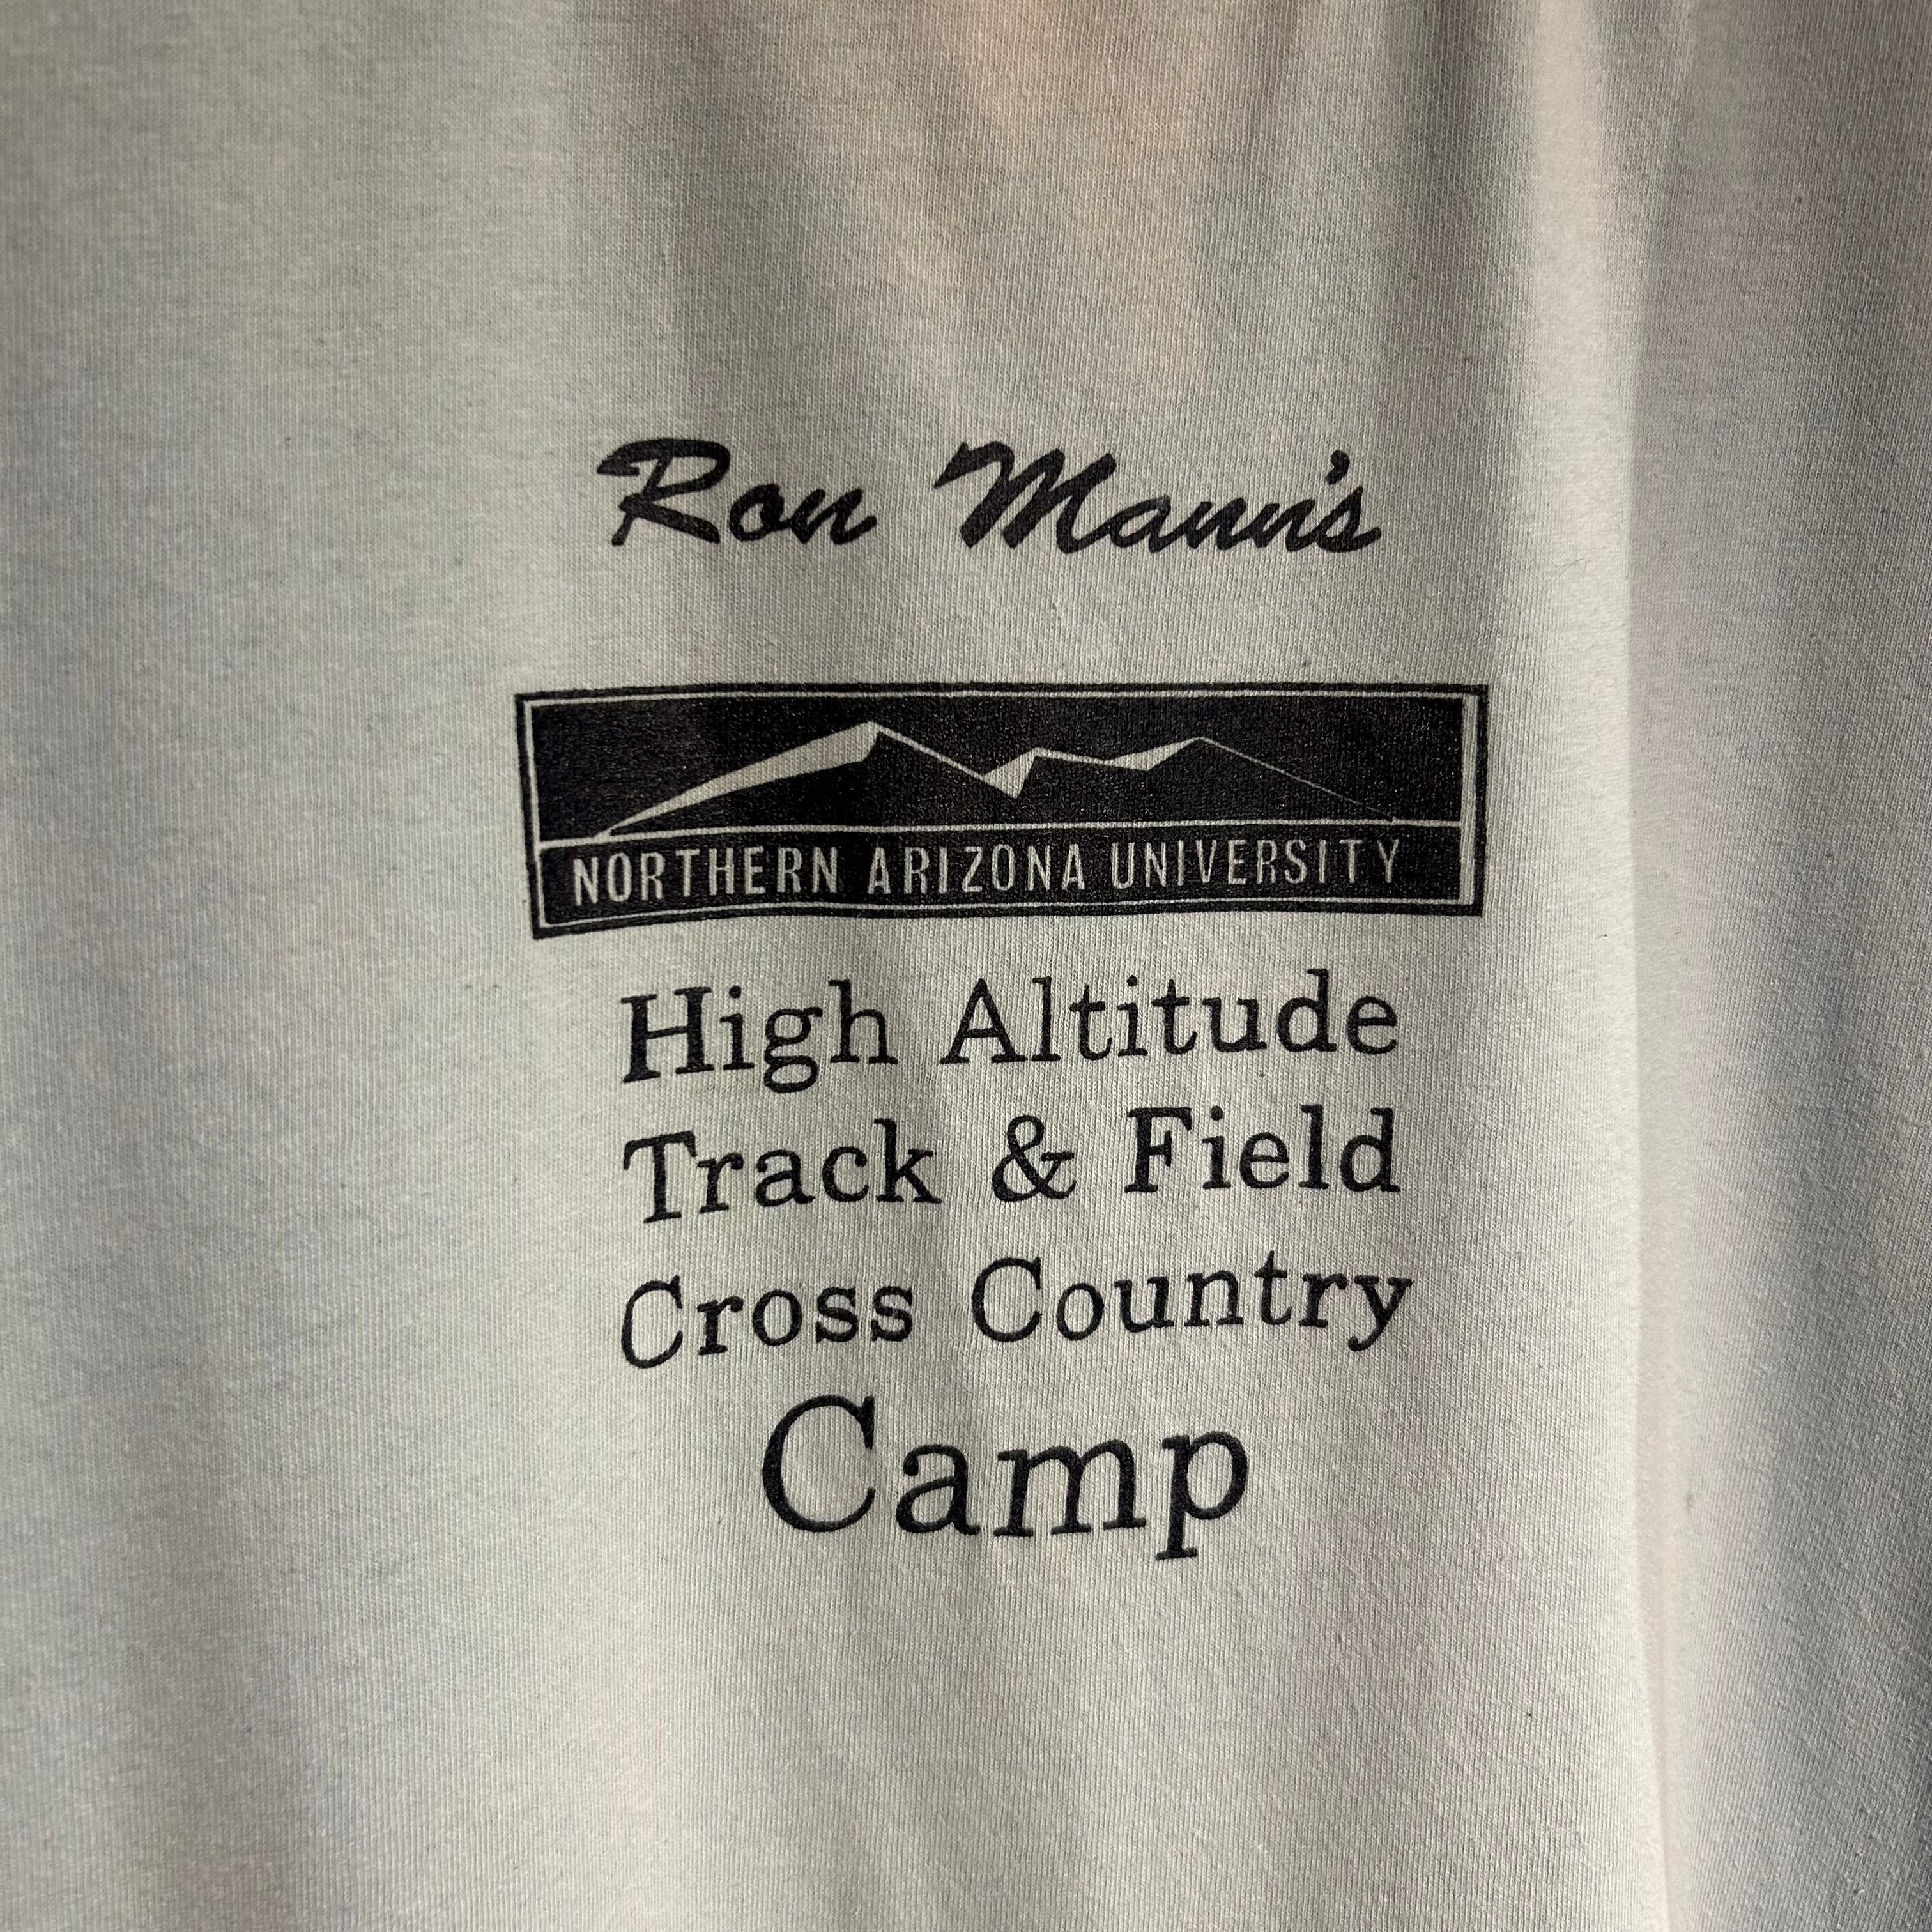 Ron Mann's
NORTHERN ARIZONA UNIVERSITY
High Altitude
Track & Field
Cross Country
Camp